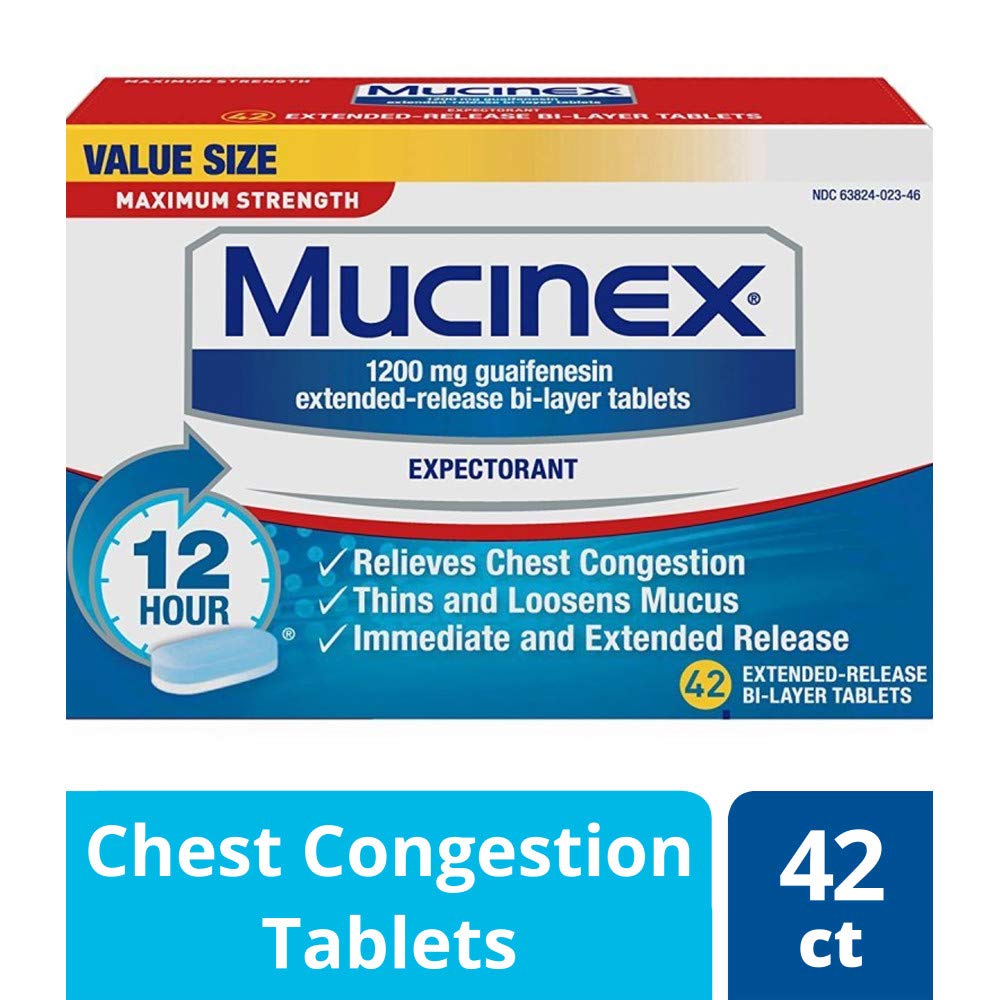 MAXIMUM STRENGTH
Mucinex
1200 mg guaifenesin
extended-release bi-layer tablets
EXPECTORANT
42 EXTENDED-RELEASE BI-LAYER TABLETS
VALUE SIZE
MAXIMUM STRENGTH
NDC 63824-023-46
Mucinex®
1200 mg guaifenesin
extended-release bi-layer tablets
EXPECTORANT
12
HOUR
®
✓ Relieves Chest Congestion
✓ Thins and Loosens Mucus
✓ Immediate and Extended Release
42 EXTENDED-RELEASE
BI-LAYER TABLETS
Chest Congestion
Tablets
42
ct